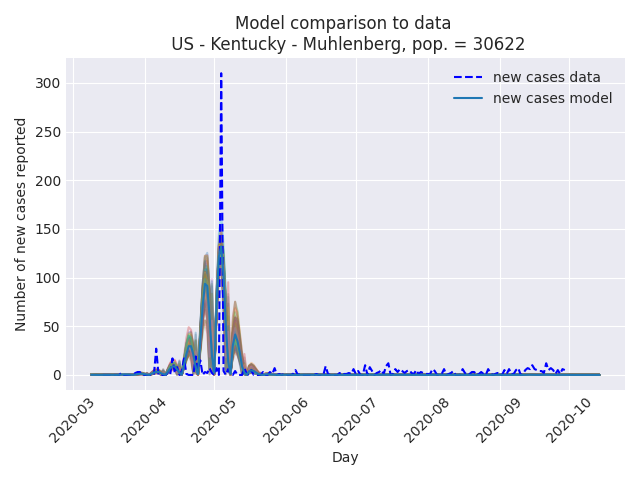 Model comparison to data
US - Kentucky - Muhlenberg, pop. = 30622
new cases data
new cases model
Number of new cases reported
300
250
200
150
100
50
0
2020-03
2020-04
2020-05
2020-06
2020-07
2020-08
2020-09
2020-10
Day